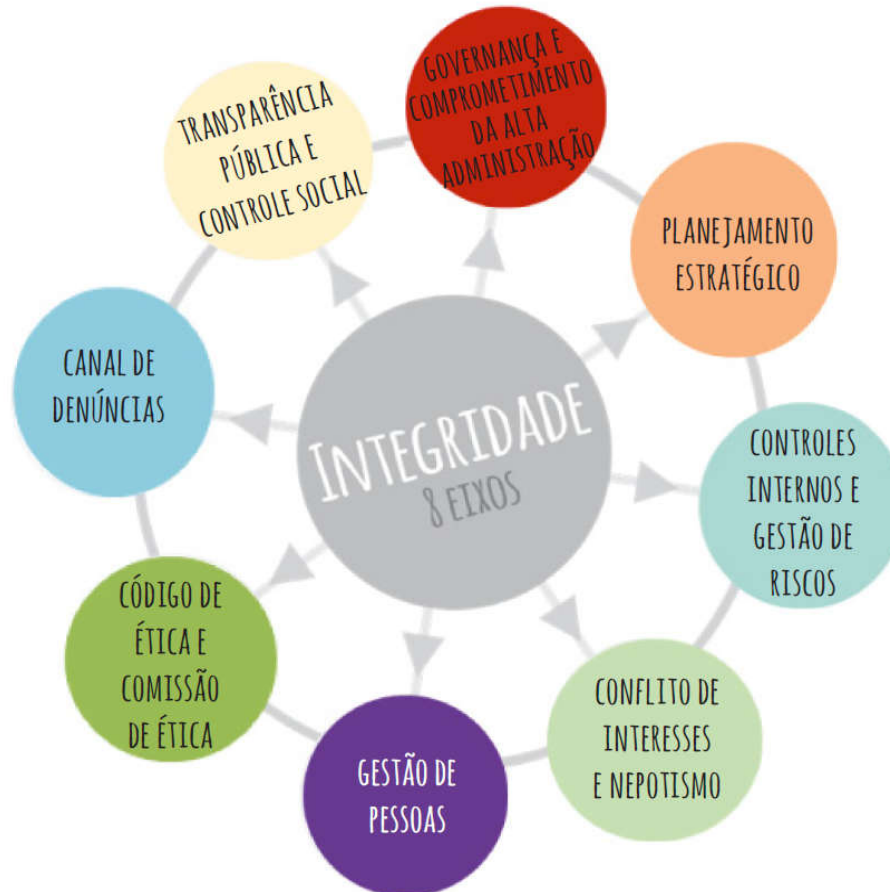 GOVERNANÇA E
COMPROMETIMENTO
DA ALTA
ADMINISTRAÇÃO
PLANEJAMENTO
ESTRATÉGICO
CONTROLES
INTERNOS E
GESTÃO DE
RISCOS
CONFLITO DE
INTERESSES
E NEPOTISMO
GESTÃO DE
PESSOAS
CÓDIGO DE
ÉTICA E
COMISSÃO
DE ÉTICA
CANAL DE
DENÚNCIAS
TRANSPARÊNCIA
PÚBLICA E
CONTROLE SOCIAL
INTEGRIDADE
8 EIXOS